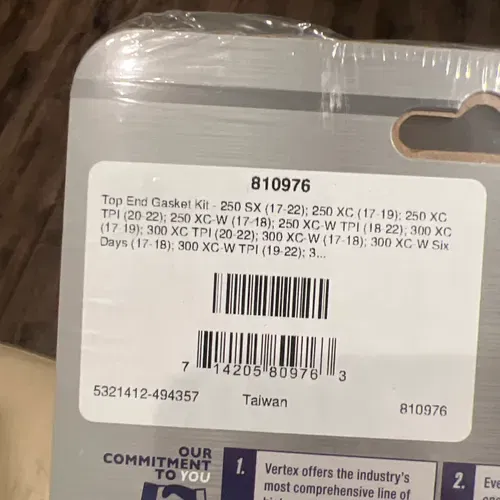 810976
Top End Gasket Kit - 250 SX (17-22); 250 XC (17-19); 250 XC
TPI (20-22); 250 XC-W (17-18); 250 XC-W TPI (18-22); 300 XC
(17-19); 300 XC TPI (20-22); 300 XC-W (17-18); 300 XC-W Six
Days (17-18); 300 XC-W TPI (19-22); 3...
7 14205 80976 3
5321412-494357 Taiwan 810976
OUR
COMMITMENT
TO YOU
1. Vertex offers the industry's
most comprehensive line of
2.